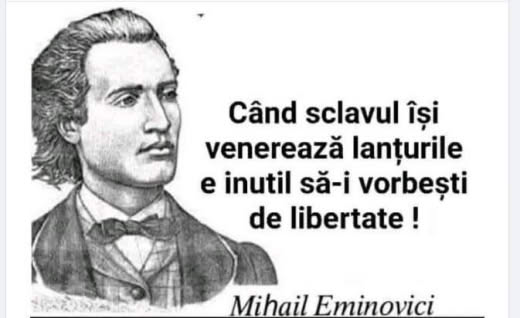 Când sclavul își
venerează lanțurile
e inutil să-i vorbești
de libertate !
Mihail Eminovici